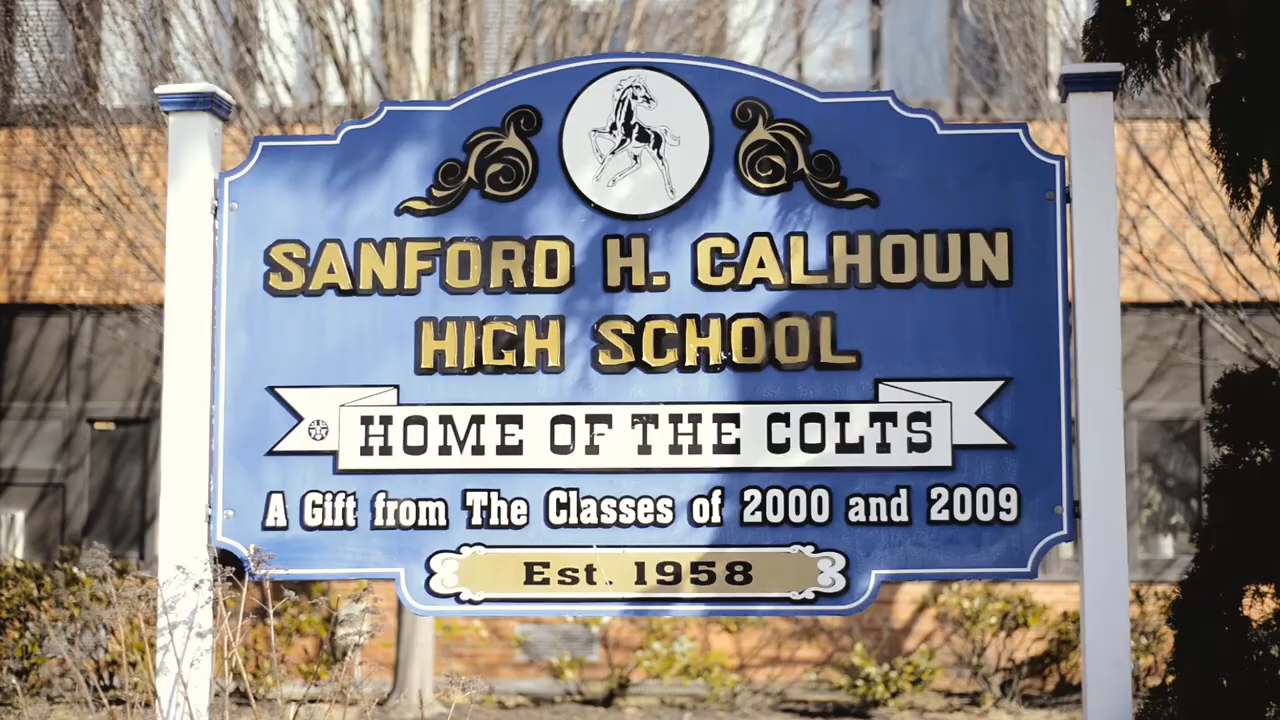 SANFORD H. CALHOUN
HIGH SCHOOL
HOME OF THE COLTS
A Gift from The Classes of 2000 and 2009
Est. 1958